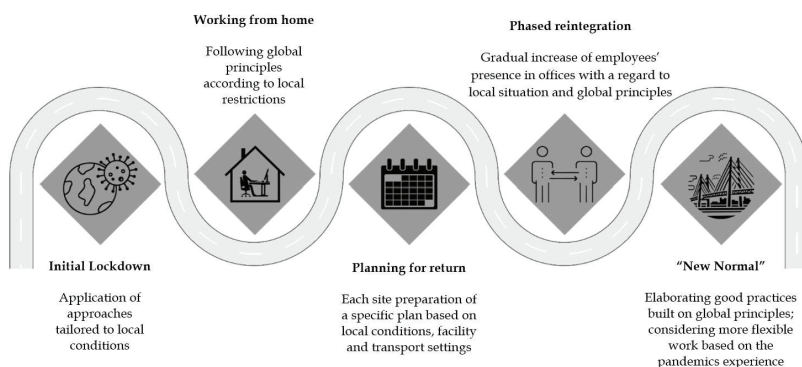 Working from home
Following global
principles
according to local
restrictions
Phased reintegration
Gradual increase of employees’
presence in offices with a regard to
local situation and global principles
Initial Lockdown
Application of
approaches
tailored to local
conditions
Planning for return
Each site preparation of
a specific plan based on
local conditions, facility
and transport settings
“New Normal”
Elaborating good practices
built on global principles;
considering more flexible
work based on the
pandemics experience